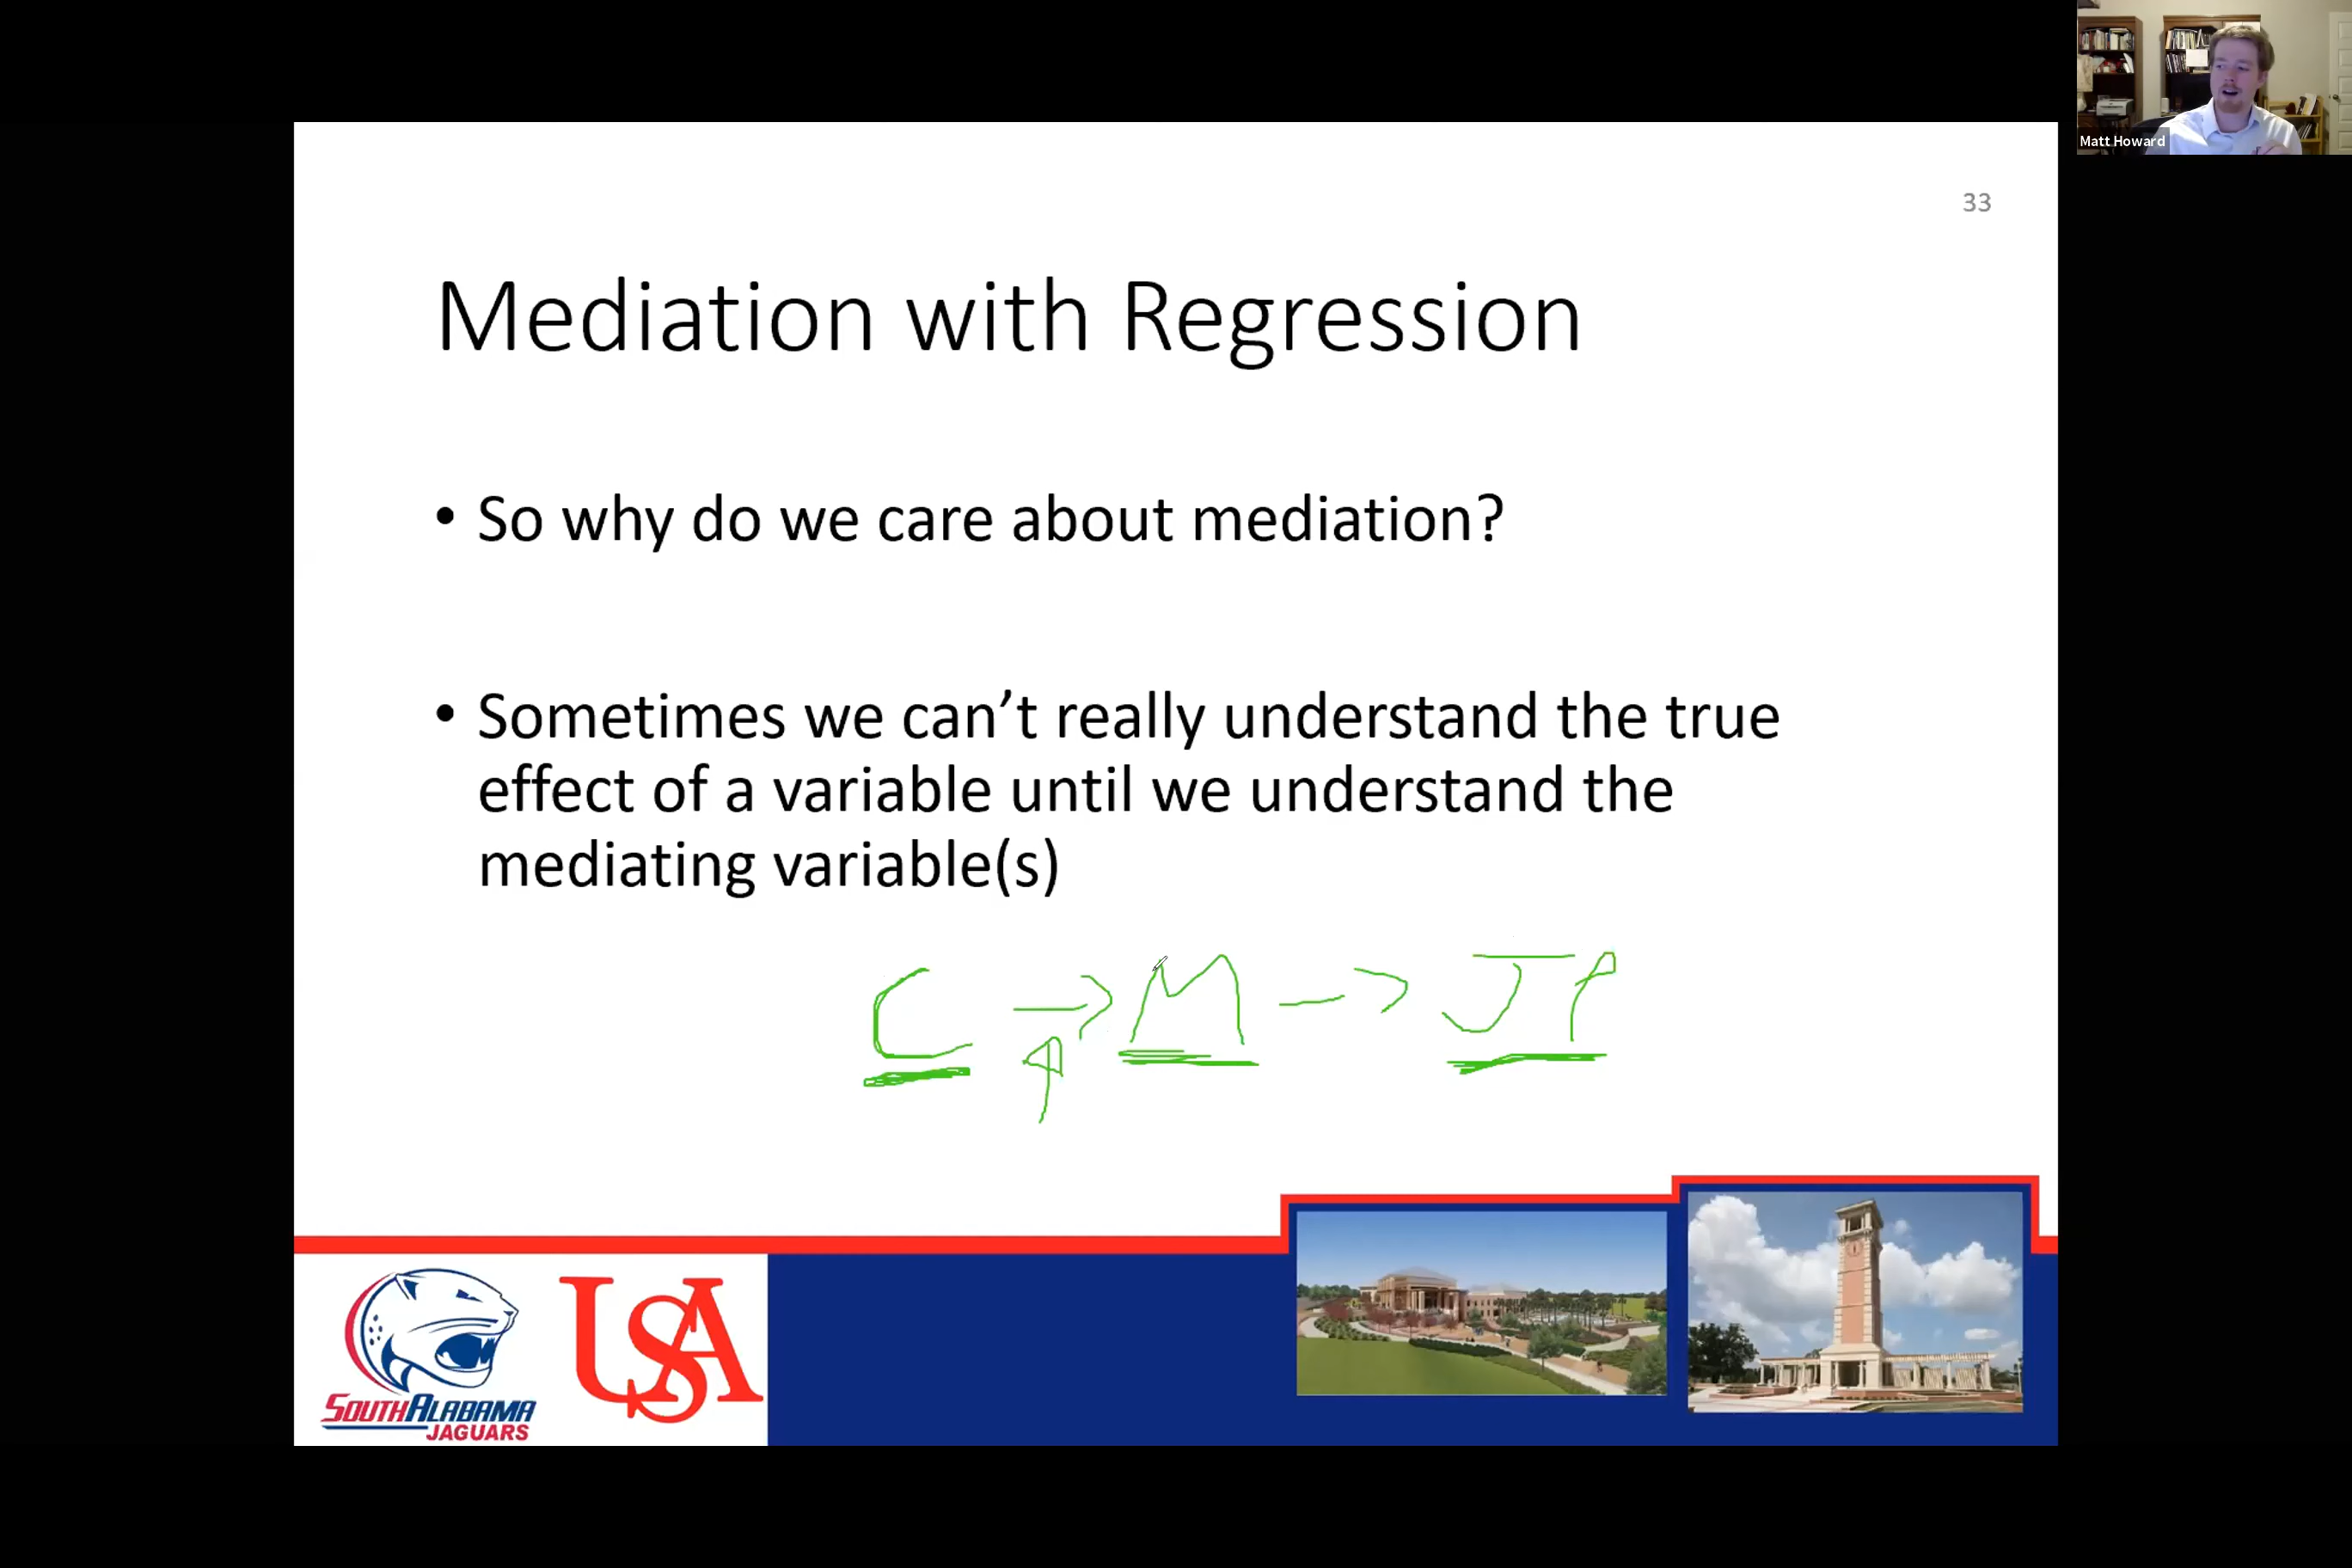 Matt Howard
33
Mediation with Regression
• So why do we care about mediation?
• Sometimes we can’t really understand the true
effect of a variable until we understand the
mediating variable(s)
C → M → JP
SOUTH ALABAMA
JAGUARS
USA